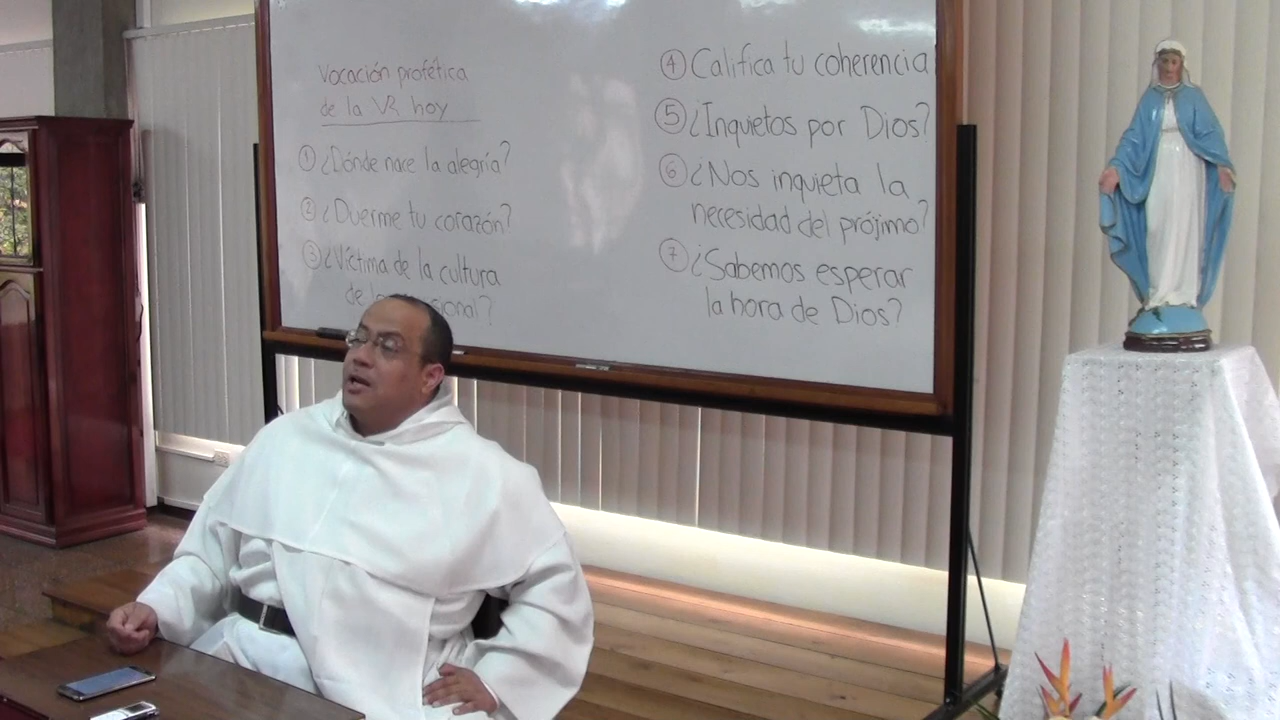 Vocación profética
de la VR hoy
① ¿Dónde nace la alegría?
② ¿Duerme tu corazón?
③ ¿Víctima de la cultura
de
④ Califica tu coherencia
⑤ ¿Inquietos por Dios?
⑥ ¿Nos inquieta la
necesidad del prójimo?
⑦ ¿Sabemos esperar
la hora de Dios?